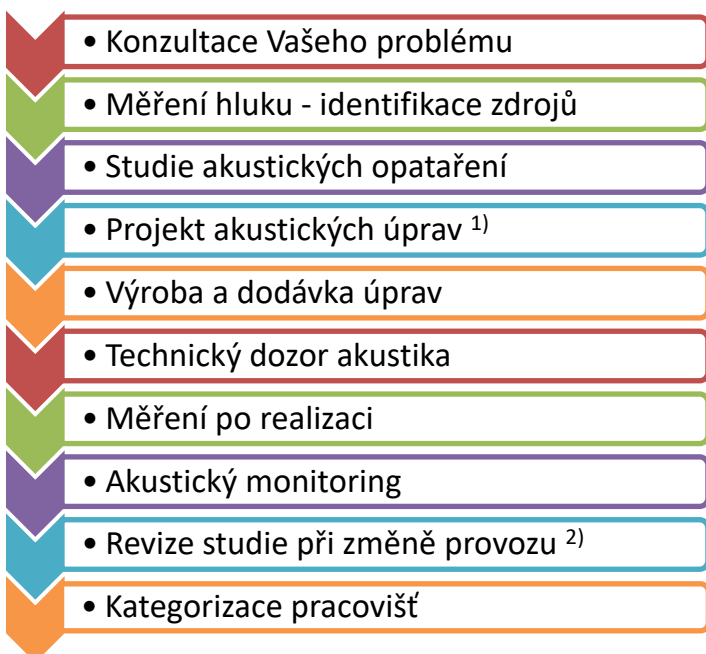 • Konzultace Vašeho problému
• Měření hluku - identifikace zdrojů
• Studie akustických opataření
• Projekt akustických úprav 1)
• Výroba a dodávka úprav
• Technický dozor akustika
• Měření po realizaci
• Akustický monitoring
• Revize studie při změně provozu 2)
• Kategorizace pracovišť